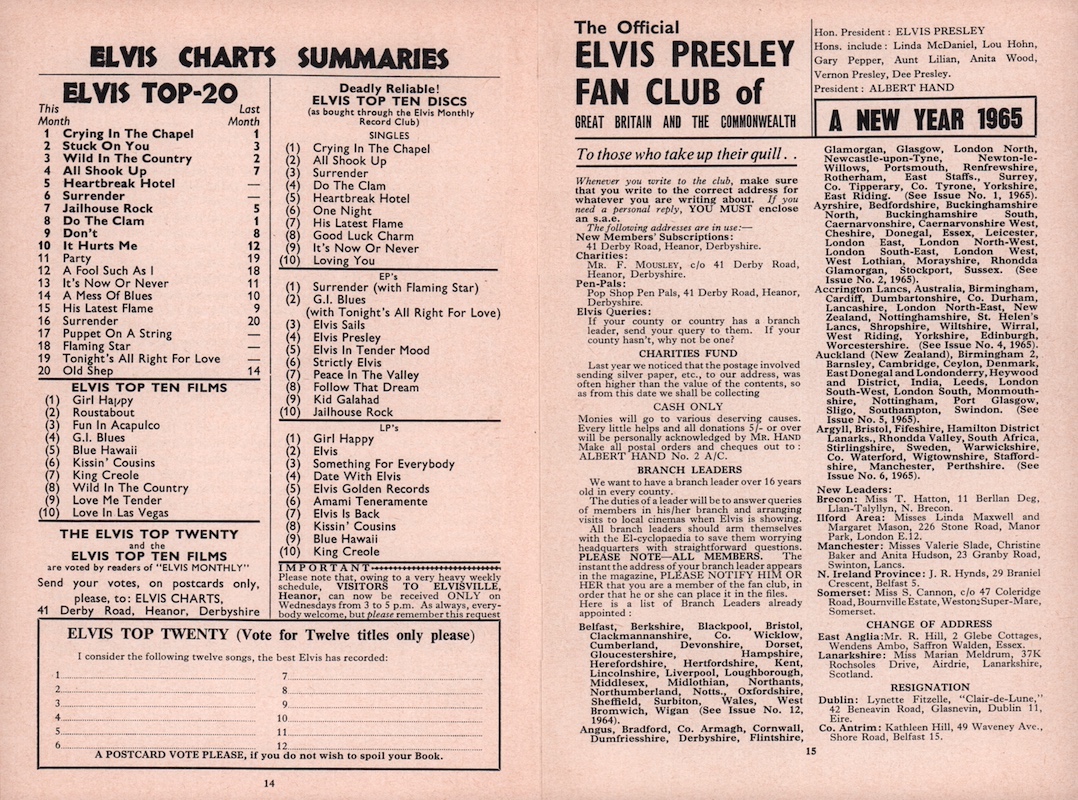 ELVIS CHARTS SUMMARIES
ELVIS TOP-20
This Month Last Month
1 Crying In The Chapel 1
2 Stuck On You 3
3 Wild In The Country 2
4 All Shook Up 7
5 Heartbreak Hotel —
6 Surrender —
7 Jailhouse Rock 5
8 Do The Clam 1
9 Don't 8
10 It Hurts Me 12
11 Party 19
12 A Fool Such As I 18
13 It's Now Or Never 11
14 A Mess Of Blues 10
15 His Latest Flame 9
16 Surrender 20
17 Puppet On A String —
18 Flaming Star —
19 Tonight's All Right For Love —
20 Old Shep 14
ELVIS TOP TEN FILMS
(1) Girl Happy
(2) Roustabout
(3) Fun In Acapulco
(4) G.I. Blues
(5) Blue Hawaii
(6) Kissin' Cousins
(7) King Creole
(8) Wild In The Country
(9) Love Me Tender
(10) Love In Las Vegas
THE ELVIS TOP TWENTY
and the
ELVIS TOP TEN FILMS
are voted by readers of "ELVIS MONTHLY"
Send your votes, on postcards only,
please, to: ELVIS CHARTS,
41 Derby Road, Heanor, Derbyshire
Deadly Reliable!
ELVIS TOP TEN DISCS
(as bought through the Elvis Monthly
Record Club)
SINGLES
(1) Crying In The Chapel
(2) All Shook Up
(3) Surrender
(4) Do The Clam
(5) Heartbreak Hotel
(6) One Night
(7) His Latest Flame
(8) Good Luck Charm
(9) It's Now Or Never
(10) Loving You
EP's
(1) Surrender (with Flaming Star)
(2) G.I. Blues
(with Tonight's All Right For Love)
(3) Elvis Sails
(4) Elvis Presley
(5) Elvis In Tender Mood
(6) Strictly Elvis
(7) Peace In The Valley
(8) Follow That Dream
(9) Kid Galahad
(10) Jailhouse Rock
LP's
(1) Girl Happy
(2) Elvis
(3) Something For Everybody
(4) Date With Elvis
(5) Elvis Golden Records
(6) Amami Teneramente
(7) Elvis Is Back
(8) Kissin' Cousins
(9) Blue Hawaii
(10) King Creole
IMPORTANT
Please note that, owing to a very heavy weekly
schedule, VISITORS TO ELVISVILLE,
Heanor, can now be received ONLY on
Wednesdays from 3 to 5 p.m. As always, every-
body welcome, but please remember this request
ELVIS TOP TWENTY (Vote for Twelve titles only please)
I consider the following twelve songs, the best Elvis has recorded:
1 7
2 8
3 9
4 10
5 11
6 12
A POSTCARD VOTE PLEASE, if you do not wish to spoil your Book.
14
The Official
ELVIS PRESLEY
FAN CLUB of
GREAT BRITAIN AND THE COMMONWEALTH
Hon. President : ELVIS PRESLEY
Hons. include : Linda McDaniel, Lou Hohn,
Gary Pepper, Aunt Lilian, Anita Wood,
Vernon Presley, Dee Presley.
President : ALBERT HAND
A NEW YEAR 1965
To those who take up their quill. .
Whenever you write to the club, make sure
that you write to the correct address for
whatever you are writing about. If you
need a personal reply, YOU MUST enclose
an s.a.e.
The following addresses are in use:—
New Members' Subscriptions:
41 Derby Road, Heanor, Derbyshire.
Charities:
MR. F. MOUSLEY, c/o 41 Derby Road,
Heanor, Derbyshire.
Pen-Pals:
Pop Shop Pen Pals, 41 Derby Road, Heanor,
Derbyshire.
Elvis Queries:
If your county or country has a branch
leader, send your query to them. If your
county hasn't, why not be one?
CHARITIES FUND
Last year we noticed that the postage involved
sending silver paper, etc., to our address, was
often higher than the value of the contents, so
as from this date we shall be collecting
CASH ONLY
Monies will go to various deserving causes.
Every little helps and all donations 5/- or over
will be personally acknowledged by MR. HAND
Make all postal orders and cheques out to :
ALBERT HAND No. 2 A/C.
BRANCH LEADERS
We want to have a branch leader over 16 years
old in every county.
The duties of a leader will be to answer queries
of members in his/her branch and arranging
visits to local cinemas when Elvis is showing.
All branch leaders should arm themselves
with the El-cyclopaedia to save them worrying
headquarters with straightforward questions.
PLEASE NOTE—ALL MEMBERS. The
instant the address of your branch leader appears
in the magazine, PLEASE NOTIFY HIM OR
HER that you are a member of the fan club, in
order that he or she can place it in the files.
Here is a list of Branch Leaders already
appointed :
Belfast, Berkshire, Blackpool, Bristol,
Clackmannanshire, Co. Wicklow,
Cumberland, Devonshire, Dorset,
Gloucestershire, Hampshire,
Herefordshire, Hertfordshire, Kent,
Lincolnshire, Liverpool, Loughborough,
Middlesex, Midlothian, Northants,
Northumberland, Notts., Oxfordshire,
Sheffield, Surbiton, Wales, West
Bromwich, Wigan (See Issue No. 12,
1964).
Angus, Bradford, Co. Armagh, Cornwall,
Dumfriesshire, Derbyshire, Flintshire,
Glamorgan, Glasgow, London North,
Newcastle-upon-Tyne, Newton-le-
Willows, Portsmouth, Renfrewshire,
Rotherham, East Staffs., Surrey,
Co. Tipperary, Co. Tyrone, Yorkshire,
East Riding. (See Issue No. 1, 1965).
Ayrshire, Bedfordshire, Buckinghamshire
North, Buckinghamshire South,
Caernarvonshire, Caernarvonshire West,
Cheshire, Donegal, Essex, Leicester,
London East, London North-West,
London South-East, London West,
West Lothian, Morayshire, Rhondda
Glamorgan, Stockport, Sussex. (See
Issue No. 2, 1965).
Accrington Lancs, Australia, Birmingham,
Cardiff, Dumbartonshire, Co. Durham,
Lancashire, London North-East, New
Zealand, Nottinghamshire, St. Helen's
Lancs, Shropshire, Wiltshire, Wirral,
West Riding, Yorkshire, Edinburgh,
Worcestershire. (See Issue No. 4, 1965).
Auckland (New Zealand), Birmingham 2,
Barnsley, Cambridge, Ceylon, Denmark,
East Donegal and Londonderry, Heywood
and District, India, Leeds, London
South-West, London South, Monmouth-
shire, Nottingham, Port Glasgow,
Sligo, Southampton, Swindon. (See
Issue No. 5, 1965).
Argyll, Bristol, Fifeshire, Hamilton District
Lanarks., Rhondda Valley, South Africa,
Stirlingshire, Sweden, Warwickshire,
Co. Waterford, Wigtownshire, Stafford-
shire, Manchester, Perthshire. (See
Issue No. 6, 1965).
New Leaders:
Brecon: Miss T. Hatton, 11 Berllan Deg,
Llan-Talyllyn, N. Brecon.
Ilford Area: Misses Linda Maxwell and
Margaret Mason, 226 Stone Road, Manor
Park, London E.12.
Manchester: Misses Valerie Slade, Christine
Baker and Anita Hudson, 23 Granby Road,
Swinton, Lancs.
N. Ireland Province: J. R. Hynds, 29 Braniel
Crescent, Belfast 5.
Somerset: Miss S. Cannon, c/o 47 Coleridge
Road, Bournville Estate, Weston-Super-Mare,
Somerset.
CHANGE OF ADDRESS
East Anglia: Mr. R. Hill, 2 Glebe Cottages,
Wendens Ambo, Saffron Walden, Essex.
Lanarkshire: Miss Marian Meldrum, 37K
Rochsoles Drive, Airdrie, Lanarkshire,
Scotland.
RESIGNATION
Dublin: Lynette Fitzelle, "Clair-de-Lune,"
42 Beneavin Road, Glasnevin, Dublin 11,
Eire.
Co. Antrim: Kathleen Hill, 49 Waveney Ave.,
Shore Road, Belfast 15.
15